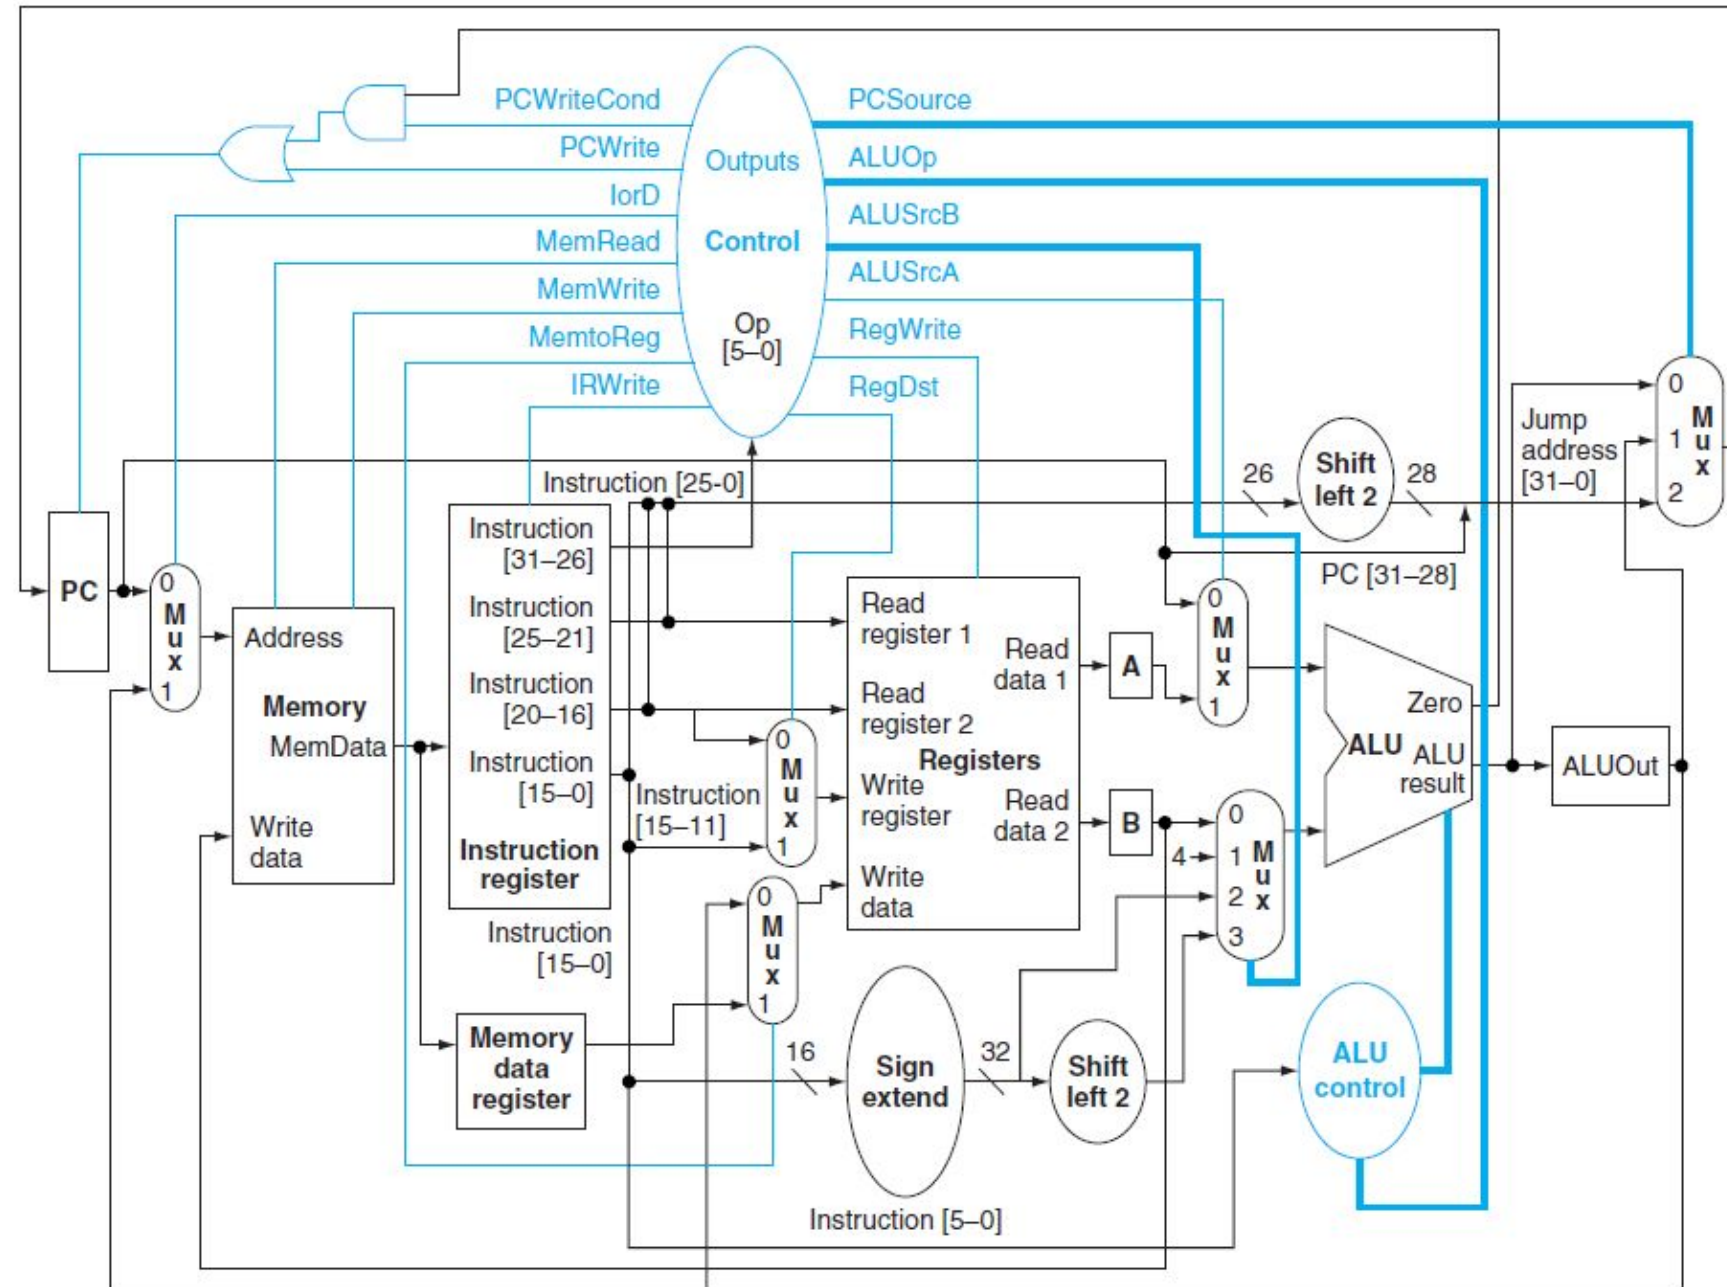 PCWriteCond
PCWrite
IorD
MemRead
MemWrite
MemtoReg
IRWrite
Outputs
Control
Op
[5–0]
PCSource
ALUOp
ALUSrcB
ALUSrcA
RegWrite
RegDst
PC
0
M
u
x
1
Address
Memory
MemData
Write
data
Instruction [25-0]
Instruction
[31–26]
Instruction
[25–21]
Instruction
[20–16]
Instruction
[15–0]
Instruction
register
Instruction
[15–0]
Memory
data
register
Instruction
[15–11]
0
M
u
x
1
0
M
u
x
1
Read
register 1
Read
register 2
Registers
Write
register
Write
data
Read
data 1
Read
data 2
A
B
16
Sign
extend
32
Shift
left 2
Instruction [5–0]
0
M
u
x
1
4
0
1 M
u
2 x
3
26
Shift
left 2
28
Jump
address
[31–0]
PC [31–28]
Zero
ALU
ALU
result
ALUOut
ALU
control
0
M
1 u
x
2